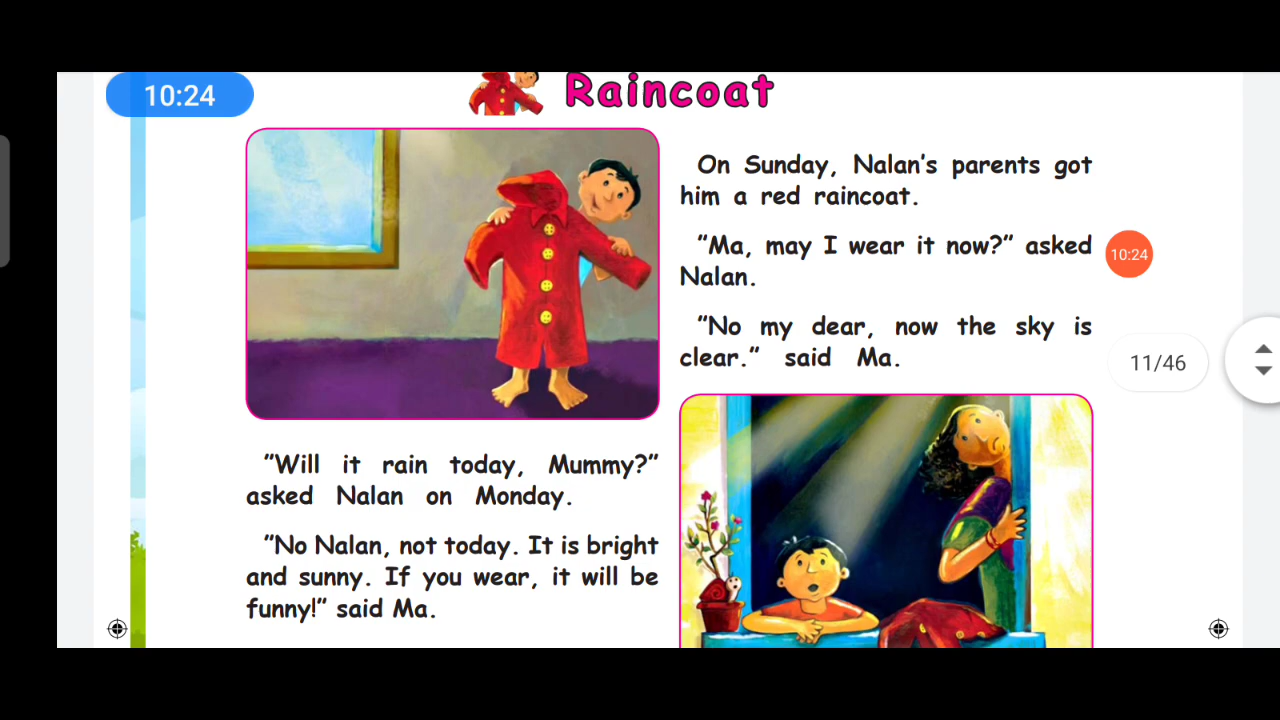 10:24
Raincoat
On Sunday, Nalan's parents got
him a red raincoat.
"Ma, may I wear it now?" asked
Nalan.
"No my dear, now the sky is
clear." said Ma.
10:24
11/46
"Will it rain today, Mummy?"
asked Nalan on Monday.
"No Nalan, not today. It is bright
and sunny. If you wear, it will be
funny!" said Ma.